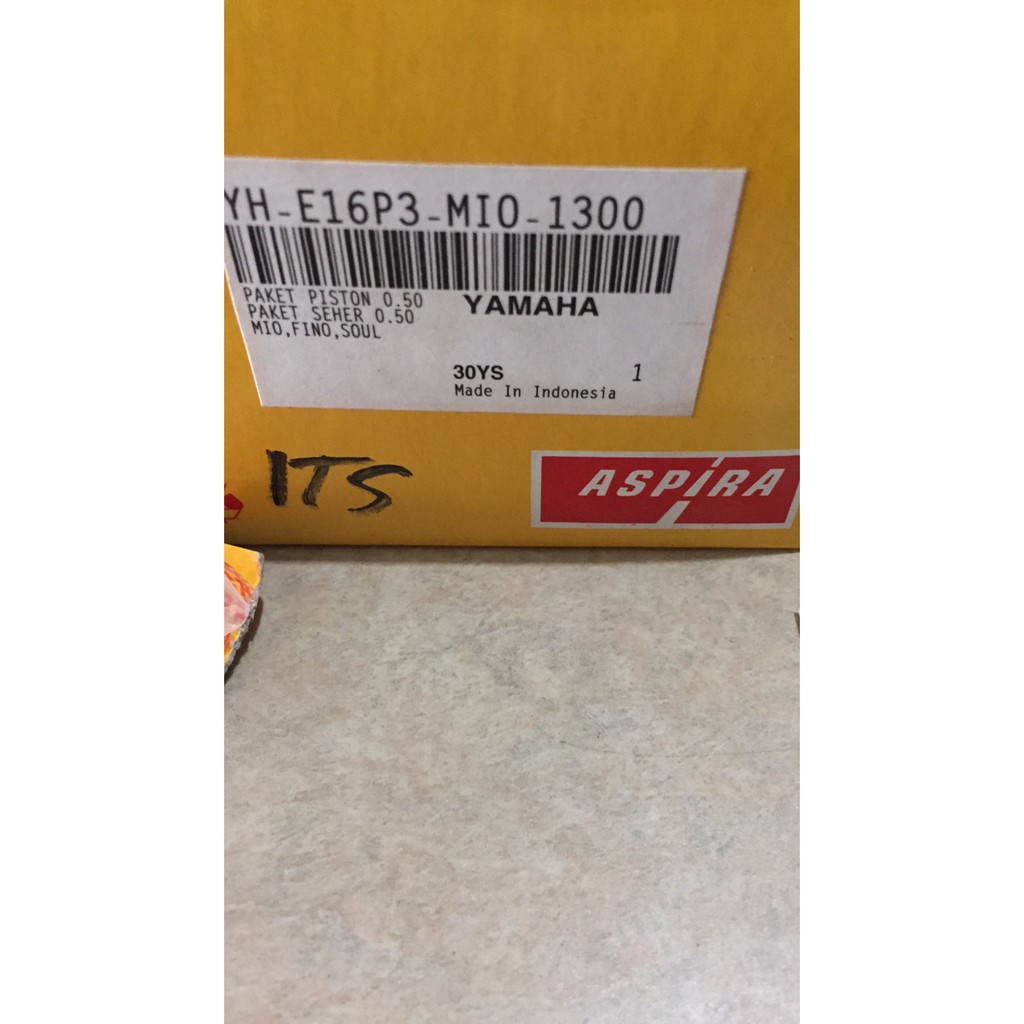 YH-E16P3-MIO-1300
PAKET PISTON 0.50
PAKET SEHER 0.50
MIO,FINO,SOUL
YAMAHA
30YS 1
Made In Indonesia
ITS
ASPIRA